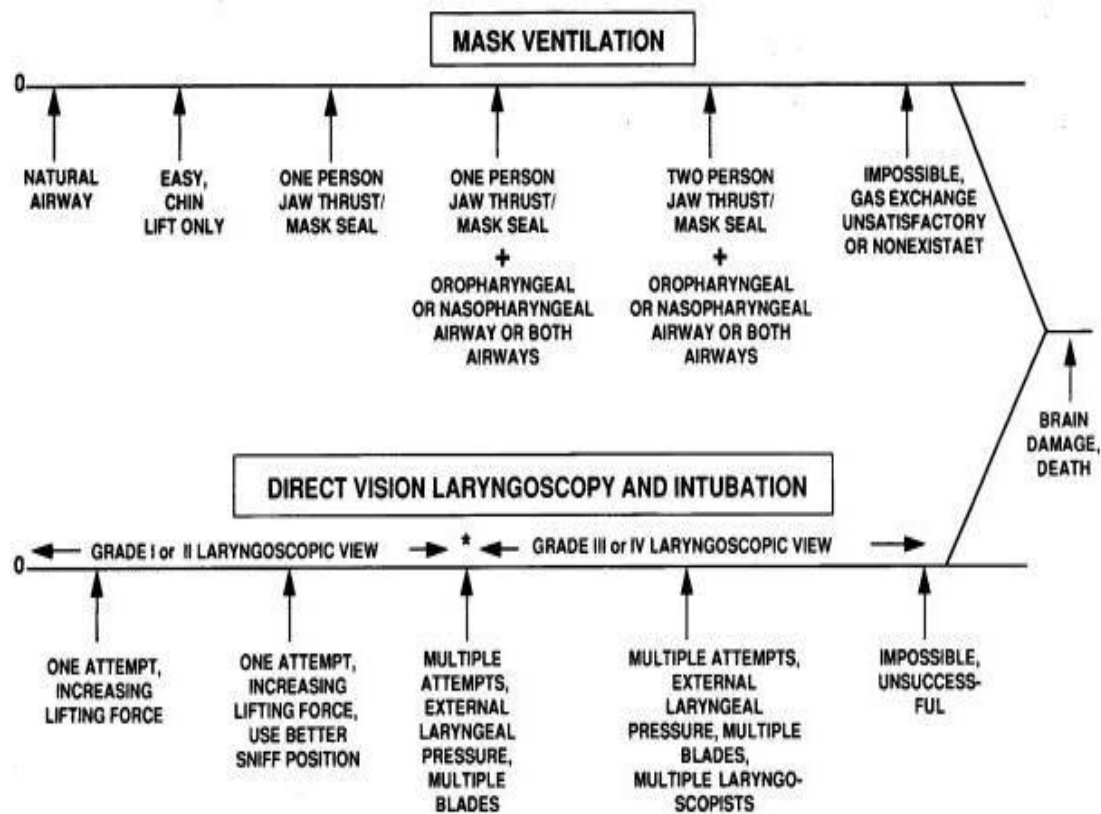 MASK VENTILATION
0
NATURAL
AIRWAY
EASY,
CHIN
LIFT ONLY
ONE PERSON
JAW THRUST/
MASK SEAL
ONE PERSON
JAW THRUST/
MASK SEAL
+
OROPHARYNGEAL
OR NASOPHARYNGEAL
AIRWAY OR BOTH
AIRWAYS
TWO PERSON
JAW THRUST/
MASK SEAL
+
OROPHARYNGEAL
OR NASOPHARYNGEAL
AIRWAY OR BOTH
AIRWAYS
IMPOSSIBLE,
GAS EXCHANGE
UNSATISFACTORY
OR NONEXISTAET
BRAIN
DAMAGE,
DEATH
DIRECT VISION LARYNGOSCOPY AND INTUBATION
GRADE I or II LARYNGOSCOPIC VIEW * GRADE III or IV LARYNGOSCOPIC VIEW
0
ONE ATTEMPT,
INCREASING
LIFTING FORCE
ONE ATTEMPT,
INCREASING
LIFTING FORCE,
USE BETTER
SNIFF POSITION
MULTIPLE
ATTEMPTS,
EXTERNAL
LARYNGEAL
PRESSURE,
MULTIPLE
BLADES
MULTIPLE ATTEMPTS,
EXTERNAL
LARYNGEAL
PRESSURE, MULTIPLE
BLADES,
MULTIPLE LARYNGO-
SCOPISTS
IMPOSSIBLE,
UNSUCCESS-
FUL